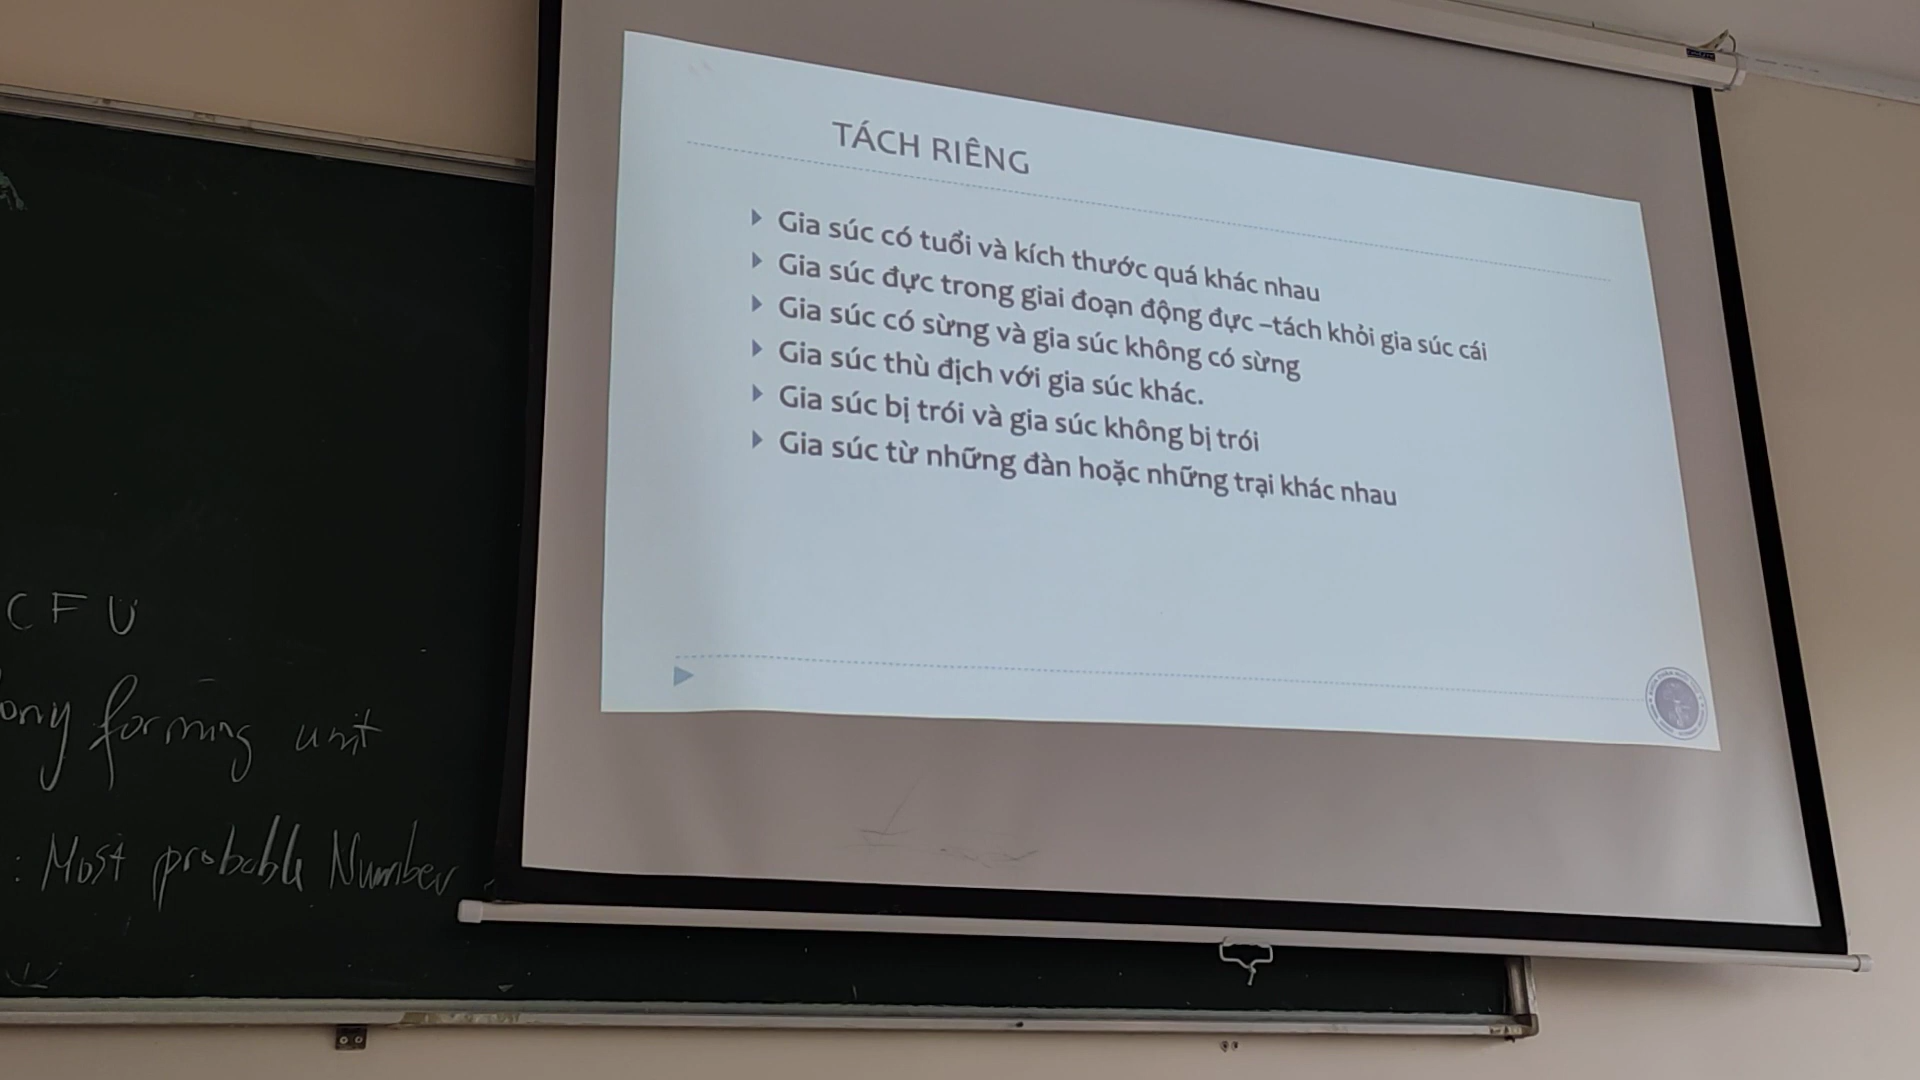 TÁCH RIÊNG
Gia súc có tuổi và kích thước quá khác nhau
Gia súc đực trong giai đoạn động đực –tách khỏi gia súc cái
Gia súc có sừng và gia súc không có sừng
Gia súc thù địch với gia súc khác.
Gia súc bị trói và gia súc không bị trói
Gia súc từ những đàn hoặc những trại khác nhau
CFU
ony forming unit
: Most probable Number